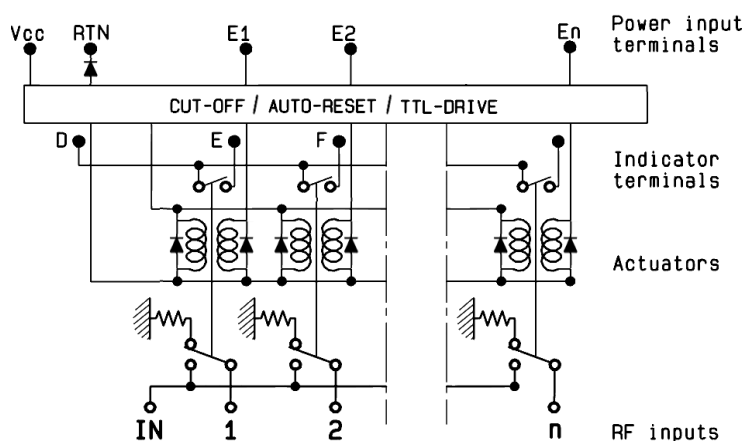 Vcc RTN E1 E2 En Power input
terminals
CUT-OFF / AUTO-RESET / TTL-DRIVE
D E F Indicator
terminals
Actuators
IN 1 2 n RF inputs